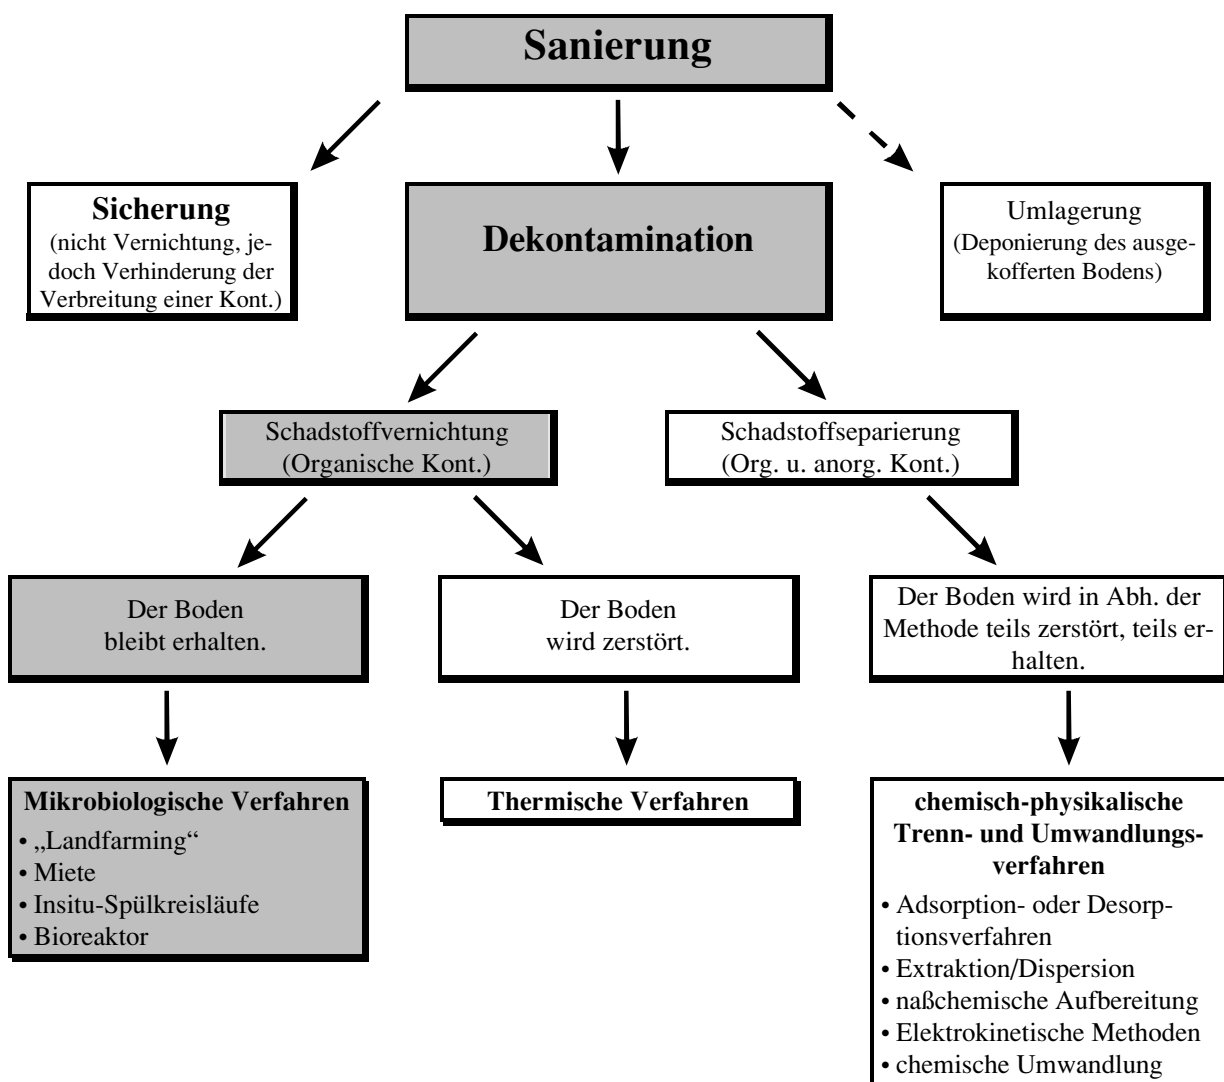 Sanierung
Sicherung
(nicht Vernichtung, je-
doch Verhinderung der
Verbreitung einer Kont.)
Dekontamination
Umlagerung
(Deponierung des ausge-
kofferten Bodens)
Schadstoffvernichtung
(Organische Kont.)
Schadstoffseparierung
(Org. u. anorg. Kont.)
Der Boden
bleibt erhalten.
Der Boden
wird zerstört.
Der Boden wird in Abh. der
Methode teils zerstört, teils er-
halten.
Mikrobiologische Verfahren
• „Landfarming“
• Miete
• Insitu-Spülkreisläufe
• Bioreaktor
Thermische Verfahren
chemisch-physikalische
Trenn- und Umwandlungs-
verfahren
• Adsorption- oder Desorp-
tionsverfahren
• Extraktion/Dispersion
• naßchemische Aufbereitung
• Elektrokinetische Methoden
• chemische Umwandlung